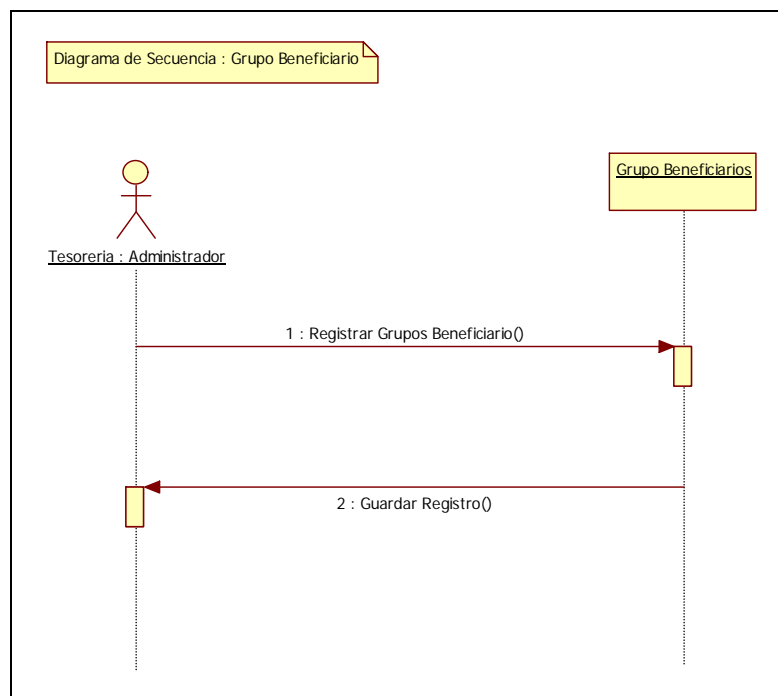 Diagrama de Secuencia : Grupo Beneficiario
Grupo Beneficiarios
Tesoreria : Administrador
1 : Registrar Grupos Beneficiario()
2 : Guardar Registro()